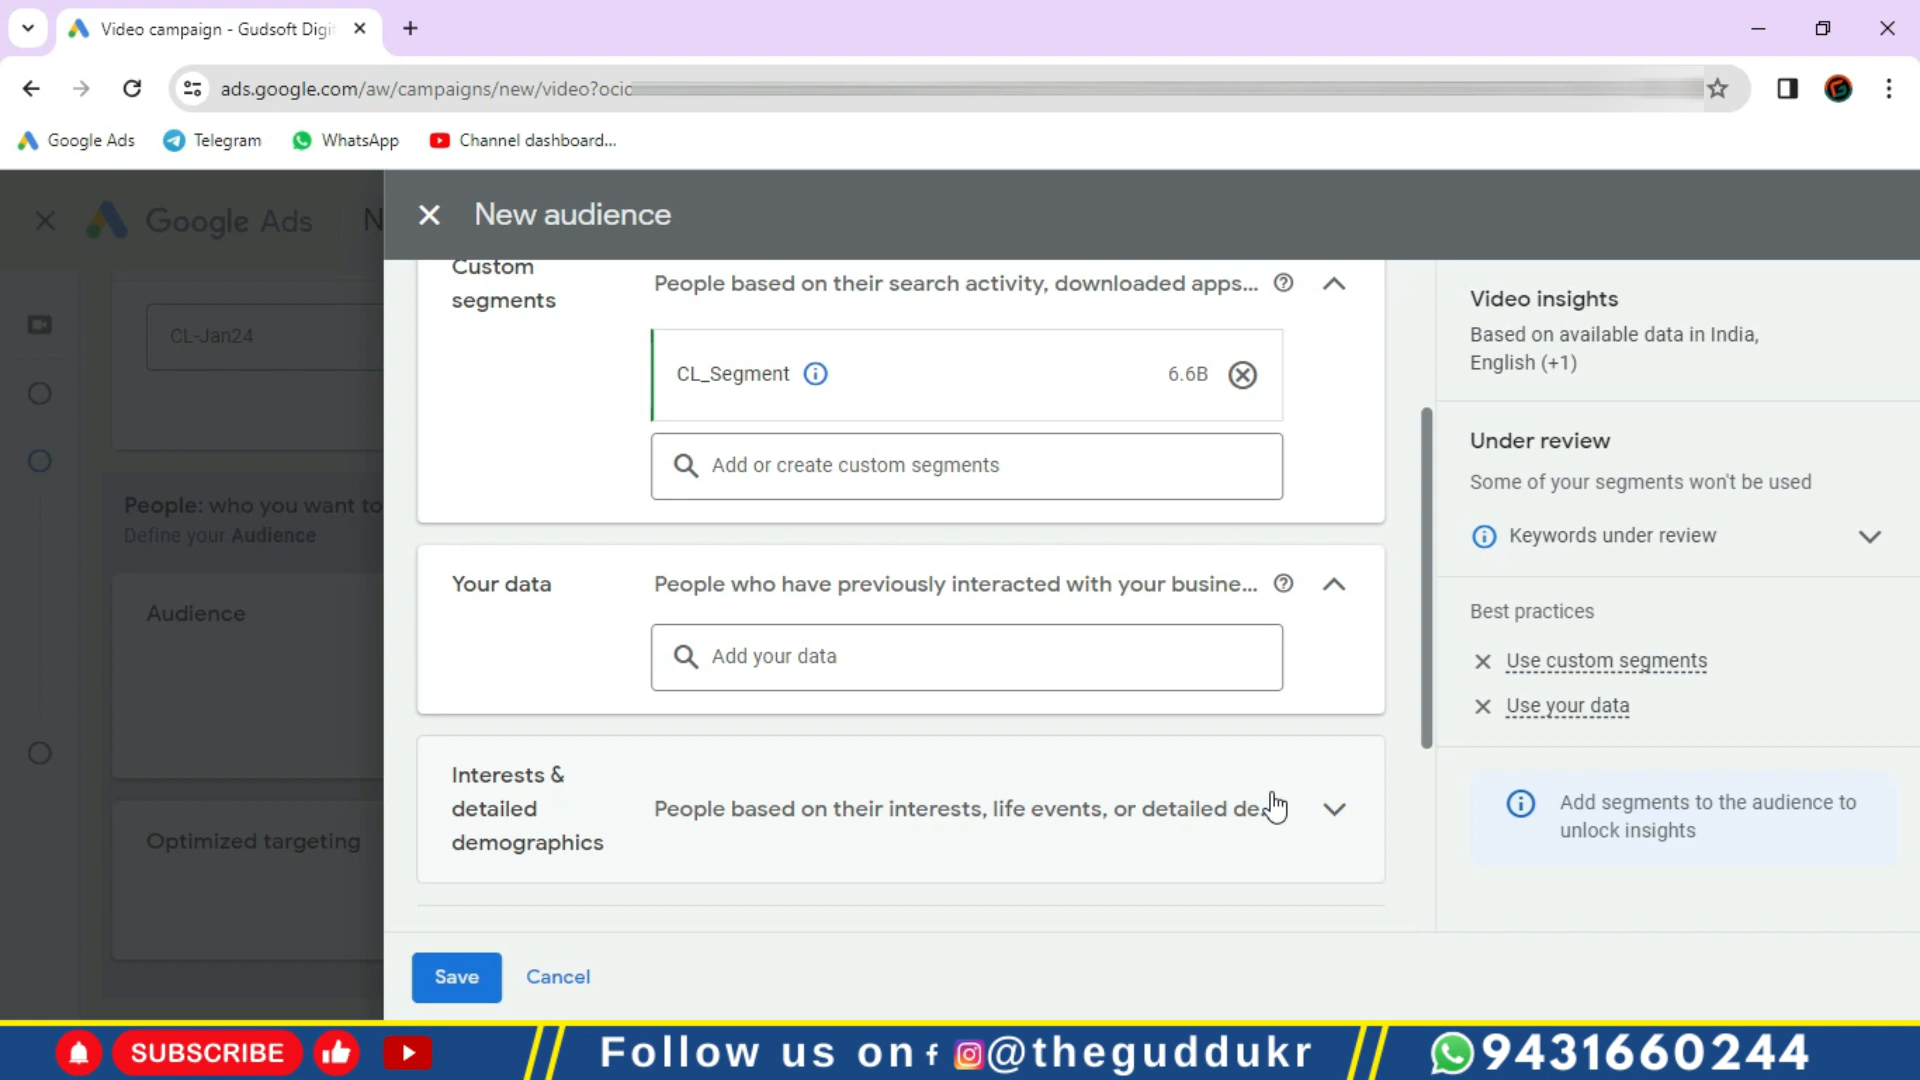 Video campaign - Gudsoft Digi
ads.google.com/aw/campaigns/new/video?ocid
Google Ads
Telegram
WhatsApp
Channel dashboard...
Google Ads
N
New audience
CL-Jan24
People: who you want to
Define your Audience
Audience
Optimized targeting
Custom
segments
People based on their search activity, downloaded apps...
CL_Segment
6.6B
Add or create custom segments
Your data
People who have previously interacted with your busine...
Add your data
Interests &
detailed
demographics
People based on their interests, life events, or detailed de...
Video insights
Based on available data in India,
English (+1)
Under review
Some of your segments won't be used
Keywords under review
Best practices
Use custom segments
Use your data
Add segments to the audience to
unlock insights
Save
Cancel
SUBSCRIBE
Follow us on f @theguddukr
9431660244